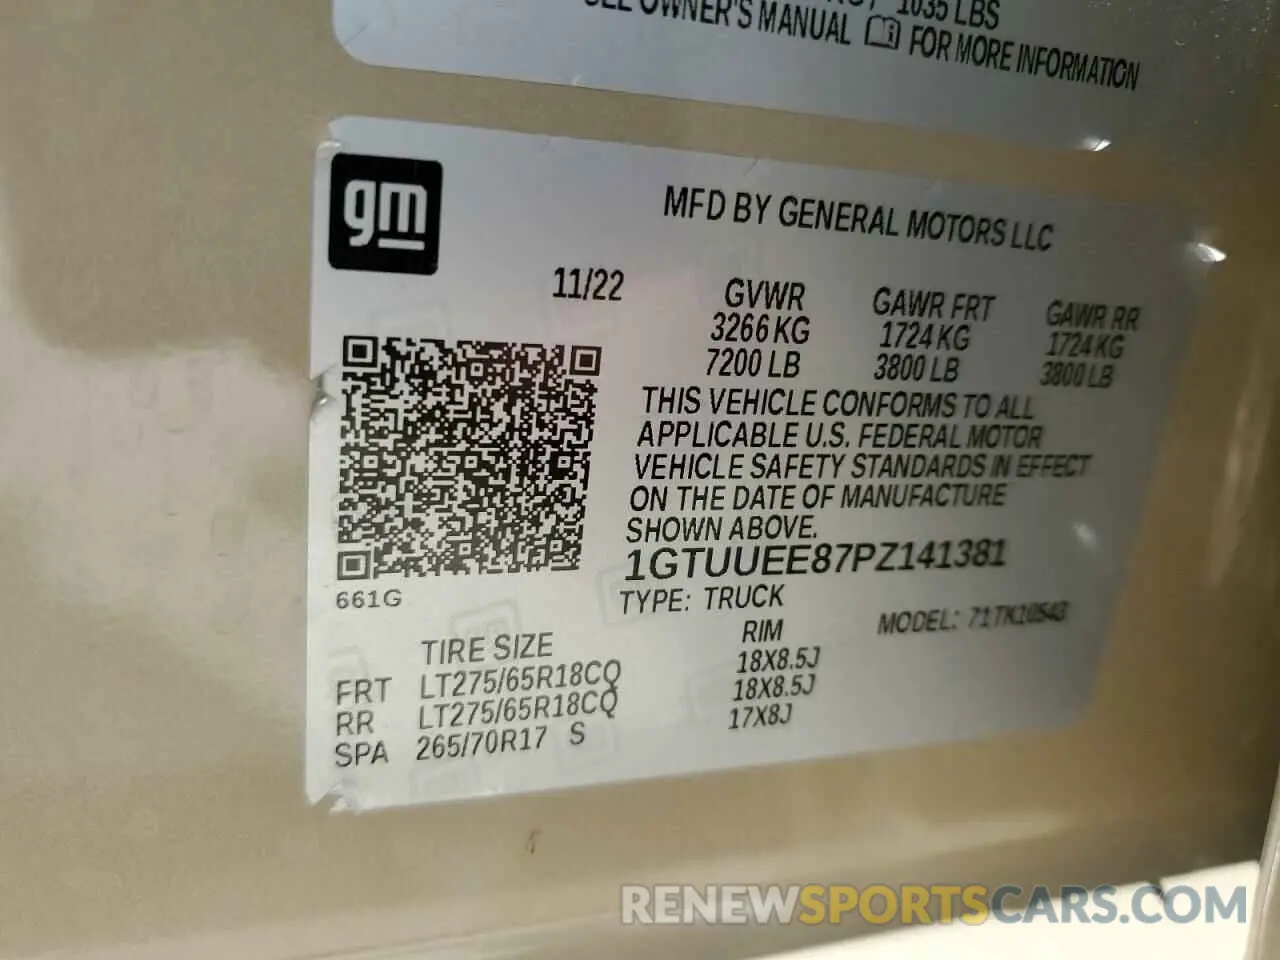 1035 LBS
SEE OWNER'S MANUAL FOR MORE INFORMATION
gm
MFD BY GENERAL MOTORS LLC
11/22 GVWR GAWR FRT GAWR RR
3266 KG 1724 KG 1724 KG
7200 LB 3800 LB 3800 LB
THIS VEHICLE CONFORMS TO ALL
APPLICABLE U.S. FEDERAL MOTOR
VEHICLE SAFETY STANDARDS IN EFFECT
ON THE DATE OF MANUFACTURE
SHOWN ABOVE.
1GTUUEE87PZ141381
661G
TYPE: TRUCK
MODEL: 71TK10543
TIRE SIZE RIM
FRT LT275/65R18CQ 18X8.5J
RR LT275/65R18CQ 18X8.5J
SPA 265/70R17 S 17X8J
RENEWSPORTSCARS.COM